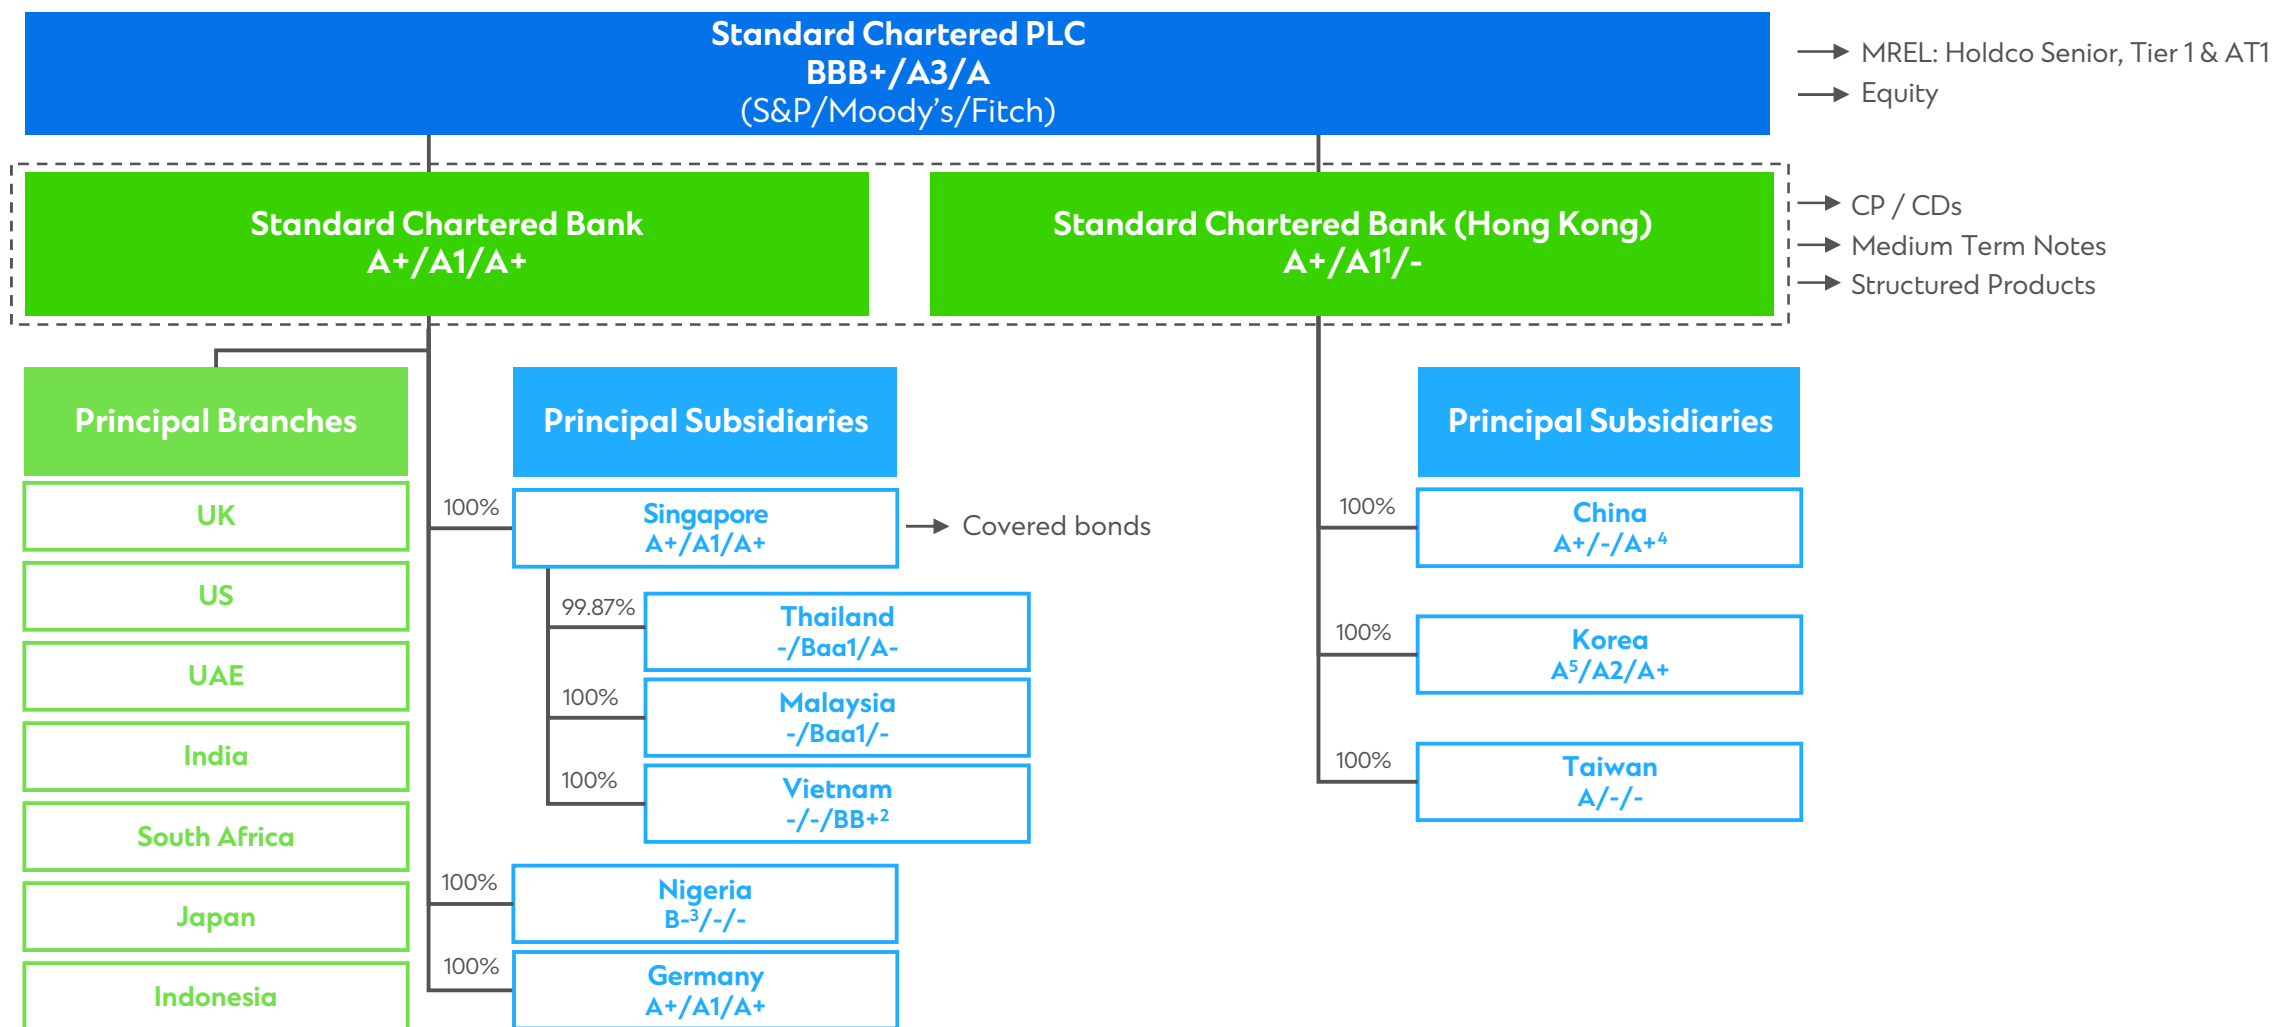 Standard Chartered PLC
BBB+/A3/A
(S&P/Moody's/Fitch)
→ MREL: Holdco Senior, Tier 1 & AT1
→ Equity
Standard Chartered Bank
A+/A1/A+
Standard Chartered Bank (Hong Kong)
A+/A1¹/-
→ CP / CDs
→ Medium Term Notes
→ Structured Products
Principal Branches
UK
US
UAE
India
South Africa
Japan
Indonesia
Principal Subsidiaries
100%
Singapore
A+/A1/A+
→ Covered bonds
99.87%
Thailand
-/Baa1/A-
100%
Malaysia
-/Baa1/-
100%
Vietnam
-/-/BB+²
100%
Nigeria
B-³/-/-
100%
Germany
A+/A1/A+
Principal Subsidiaries
100%
China
A+/-/A+⁴
100%
Korea
A⁵/A2/A+
100%
Taiwan
A/-/-